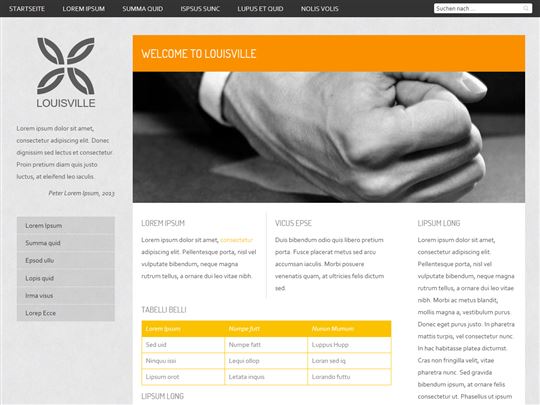 STARTSEITE LOREM IPSUM SUMMA QUID ISPSUS SUNC LUPUS ET QUID NOLIS VOLIS
Suchen nach ...
LOUISVILLE
Lorem ipsum dolor sit amet,
consectetur adipiscing elit. Donec
dignissim sed lectus et consectetur.
Proin pretium diam quis justo
luctus, at eleifend leo iaculis.
Peter Lorem Ipsum, 2013
Lorem Ipsum
Summa quid
Epsod ullu
Lopis quid
Irma visus
Lorep Ecce
WELCOME TO LOUISVILLE
LOREM IPSUM
Lorem ipsum dolor sit amet, consectetur
adipiscing elit. Pellentesque porta, nisl vel
vulputate bibendum, neque magna
rutrum tellus, a ornare dui leo vitae nibh.
VICUS EPSE
Duis bibendum odio quis libero pretium
porta. Fusce placerat metus sed arcu
accumsan iaculis. Morbi posuere
venenatis quam, at ultricies felis dictum
sed.
TABELLI BELLI
Lorem Ipsum Numpe futt Nunun Mumum
Sed uid Numpe fatt Luppus Hupp
Ninquu issi Lequi ollop Loran sed iq
Lipsum orot Letata inquis Lorando futtu
LIPSUM LONG
LIPSUM LONG
Lorem ipsum dolor sit amet,
consectetur adipiscing elit.
Pellentesque porta, nisl vel
vulputate bibendum, neque
magna rutrum tellus, a ornare
dui leo vitae nibh.
Morbi ac metus blandit,
mollis magna a, vestibulum purus.
Donec eget purus justo. In pharetra
mattis turpis, vel consectetur nunc.
In hac habitasse platea dictumst.
Cras non fringilla velit, vitae
pharetra nunc. Sed gravida
bibendum ipsum, at ornare felis
consectetur ut. Phasellus ut ipsum